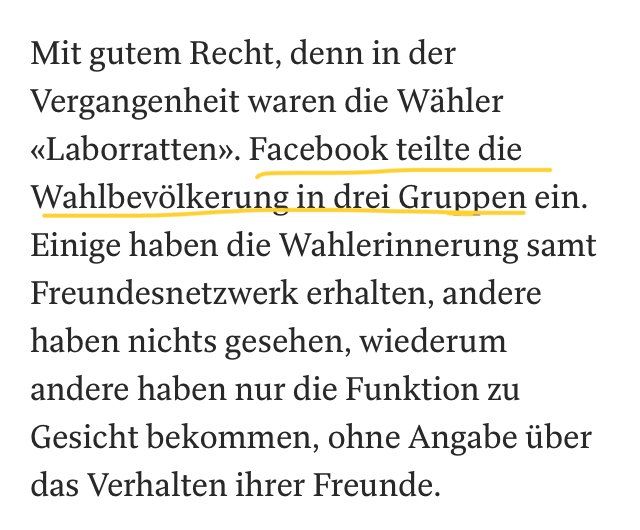 Mit gutem Recht, denn in der
Vergangenheit waren die Wähler
«Laborratten». Facebook teilte die
Wahlbevölkerung in drei Gruppen ein.
Einige haben die Wahlerinnerung samt
Freundesnetzwerk erhalten, andere
haben nichts gesehen, wiederum
andere haben nur die Funktion zu
Gesicht bekommen, ohne Angabe über
das Verhalten ihrer Freunde.